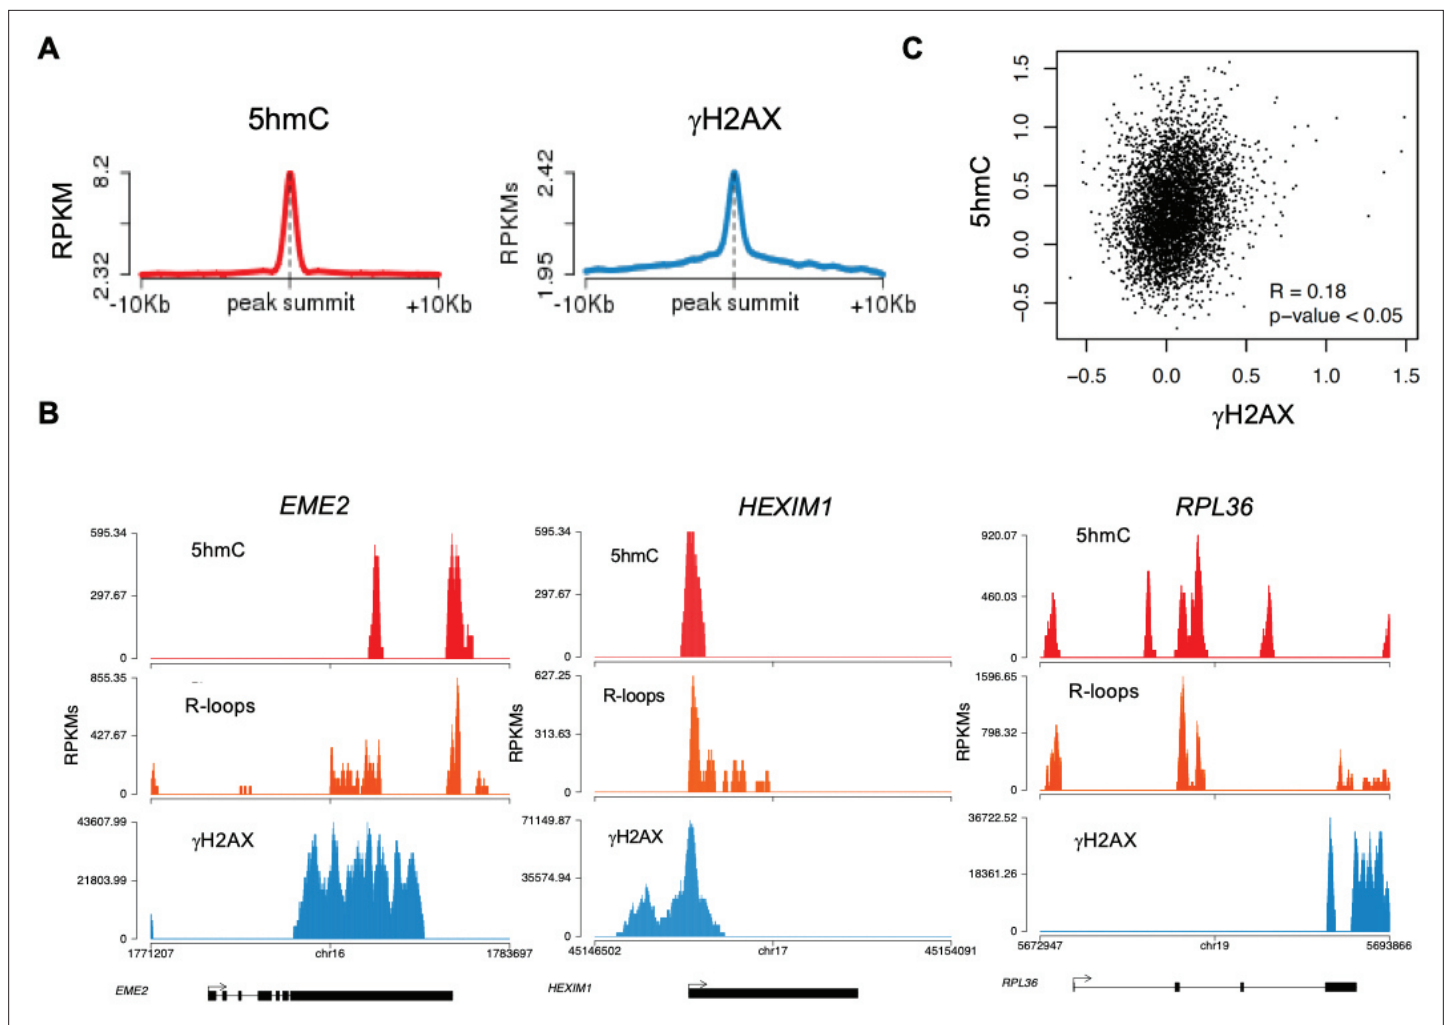 A
5hmC
RPKM
8.2
2.32
-10Kb
peak summit
+10Kb
γH2AX
RPKMs
2.42
1.95
-10Kb
peak summit
+10Kb
C
5hmC
1.5
1.0
0.5
0.0
−0.5
R = 0.18
p−value < 0.05
−0.5
0.0
0.5
1.0
1.5
γH2AX
B
EME2
595.34
5hmC
297.67
0
855.35
R-loops
427.67
0
RPKMs
43607.99
γH2AX
21803.99
0
1771207
chr16
1783697
EME2
HEXIM1
595.34
5hmC
297.67
0
627.25
R-loops
313.63
0
RPKMs
71149.87
γH2AX
35574.94
0
45146502
chr17
45154091
HEXIM1
RPL36
920.07
5hmC
460.03
0
1596.65
R-loops
798.32
0
RPKMs
36722.52
γH2AX
18361.26
0
5672947
chr19
5693866
RPL36